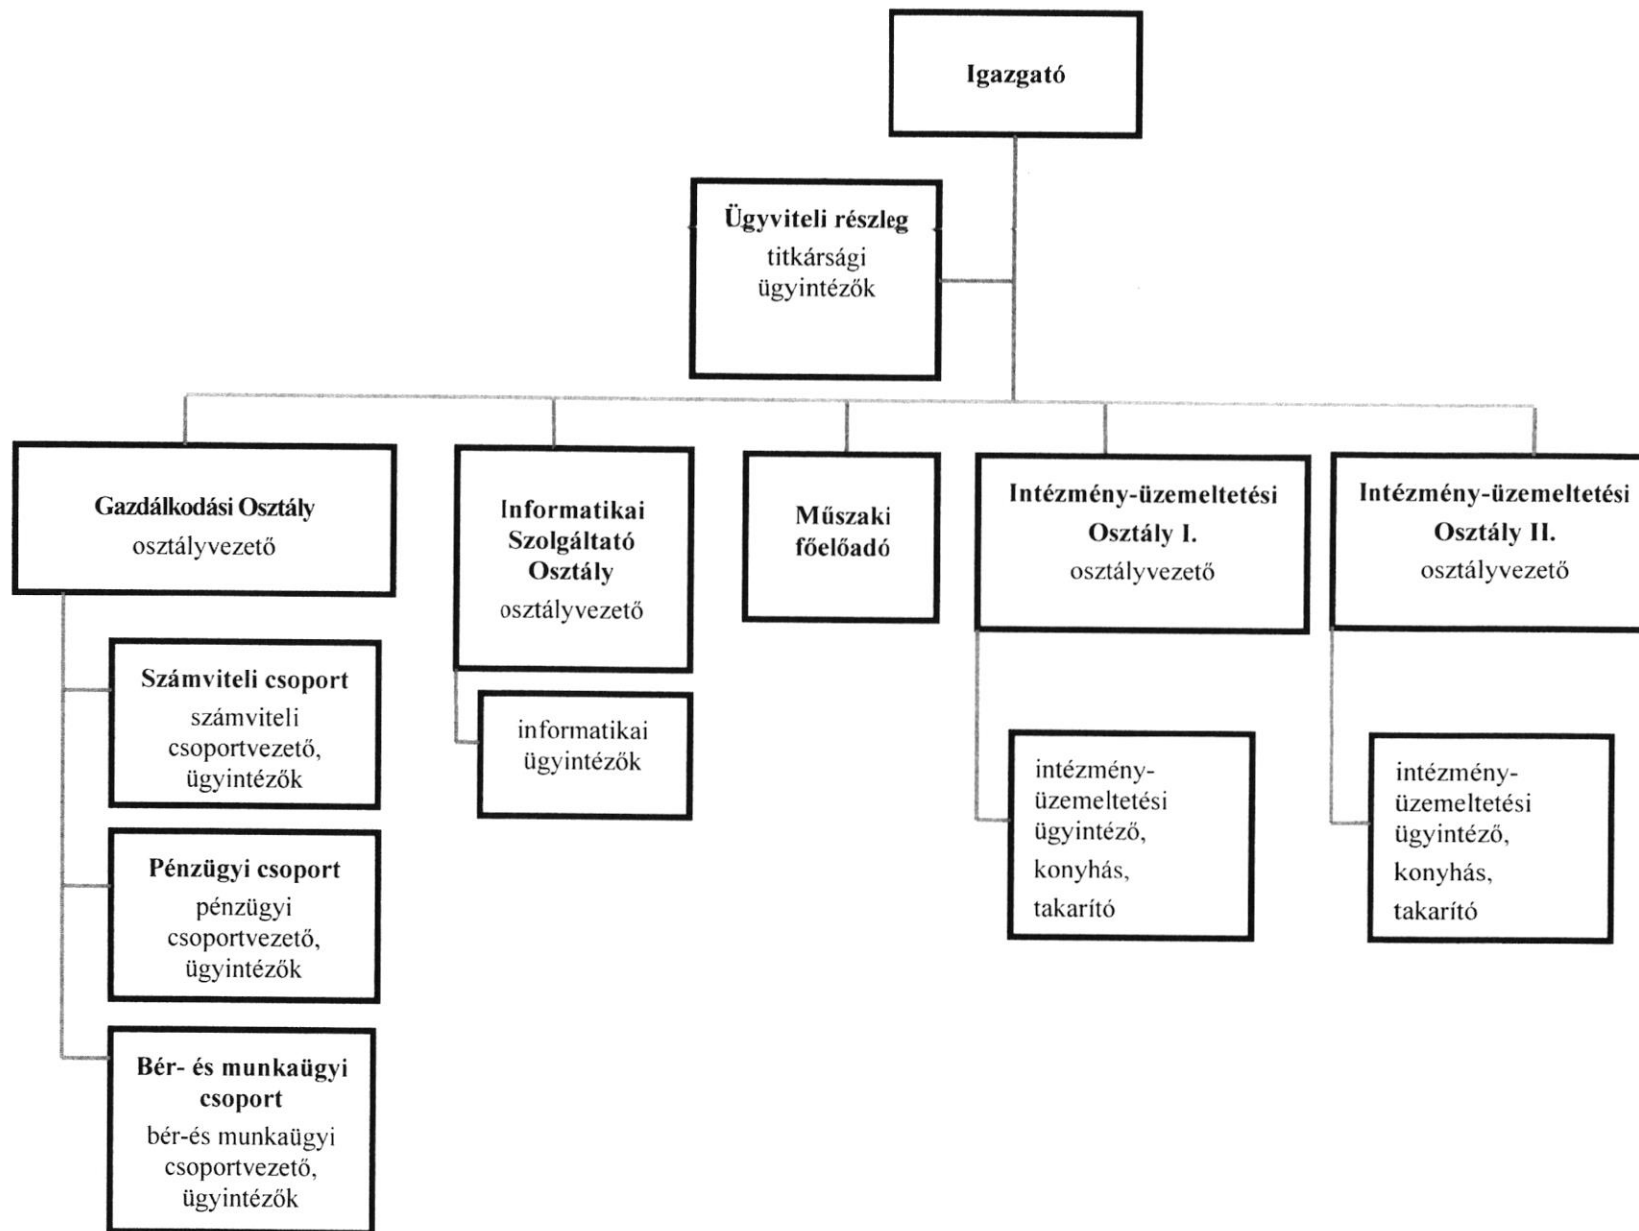 Igazgató
Ügyviteli részleg
titkársági
ügyintézők
Gazdálkodási Osztály
osztályvezető
Informatikai
Szolgáltató
Osztály
osztályvezető
Műszaki
főelőadó
Intézmény-üzemeltetési
Osztály I.
osztályvezető
Intézmény-üzemeltetési
Osztály II.
osztályvezető
Számviteli csoport
számviteli
csoportvezető,
ügyintézők
Pénzügyi csoport
pénzügyi
csoportvezető,
ügyintézők
Bér- és munkaügyi
csoport
bér-és munkaügyi
csoportvezető,
ügyintézők
informatikai
ügyintézők
intézmény-
üzemeltetési
ügyintéző,
konyhás,
takarító
intézmény-
üzemeltetési
ügyintéző,
konyhás,
takarító